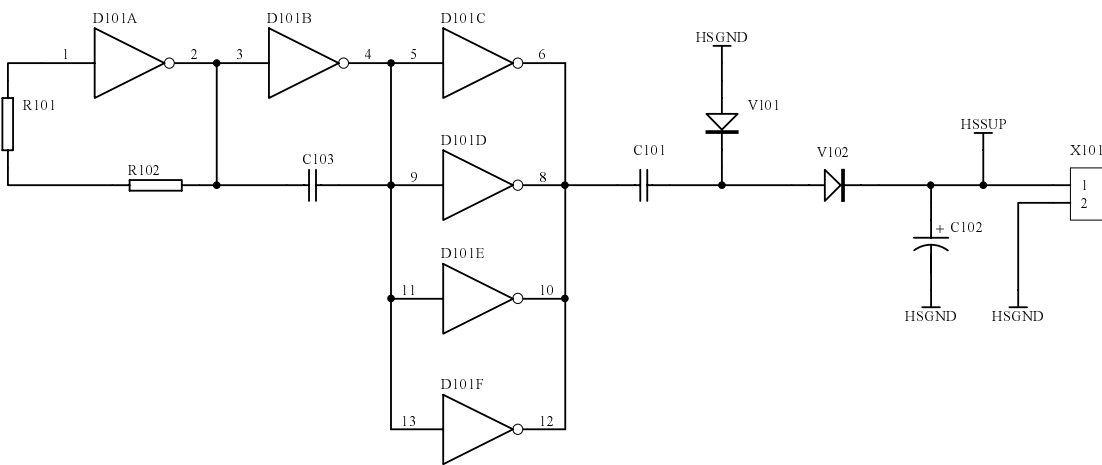 D101A
D101B
D101C
1
2
3
4
5
6
HSGND
R101
V101
HSSUP
D101D
C101
V102
X101
R102
C103
9
8
1
2
+ C102
D101E
11
10
HSGND
HSGND
D101F
13
12